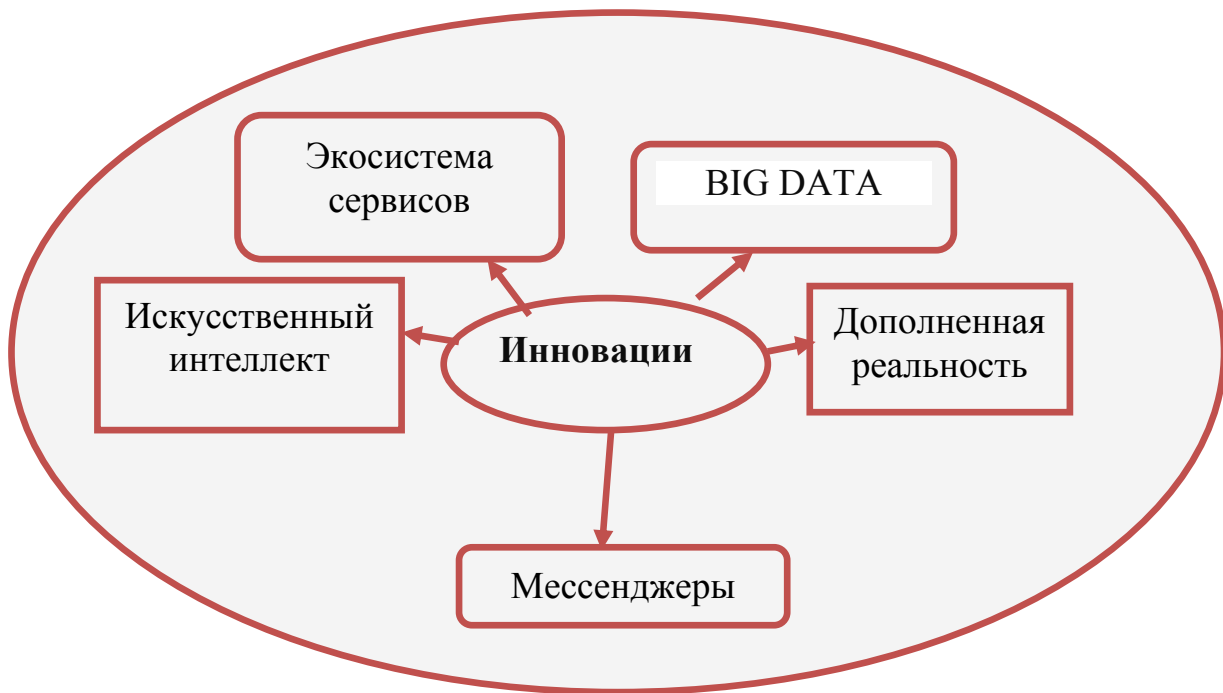 Экосистема
сервисов
BIG DATA
Искусственный
интеллект
Инновации
Дополненная
реальность
Мессенджеры